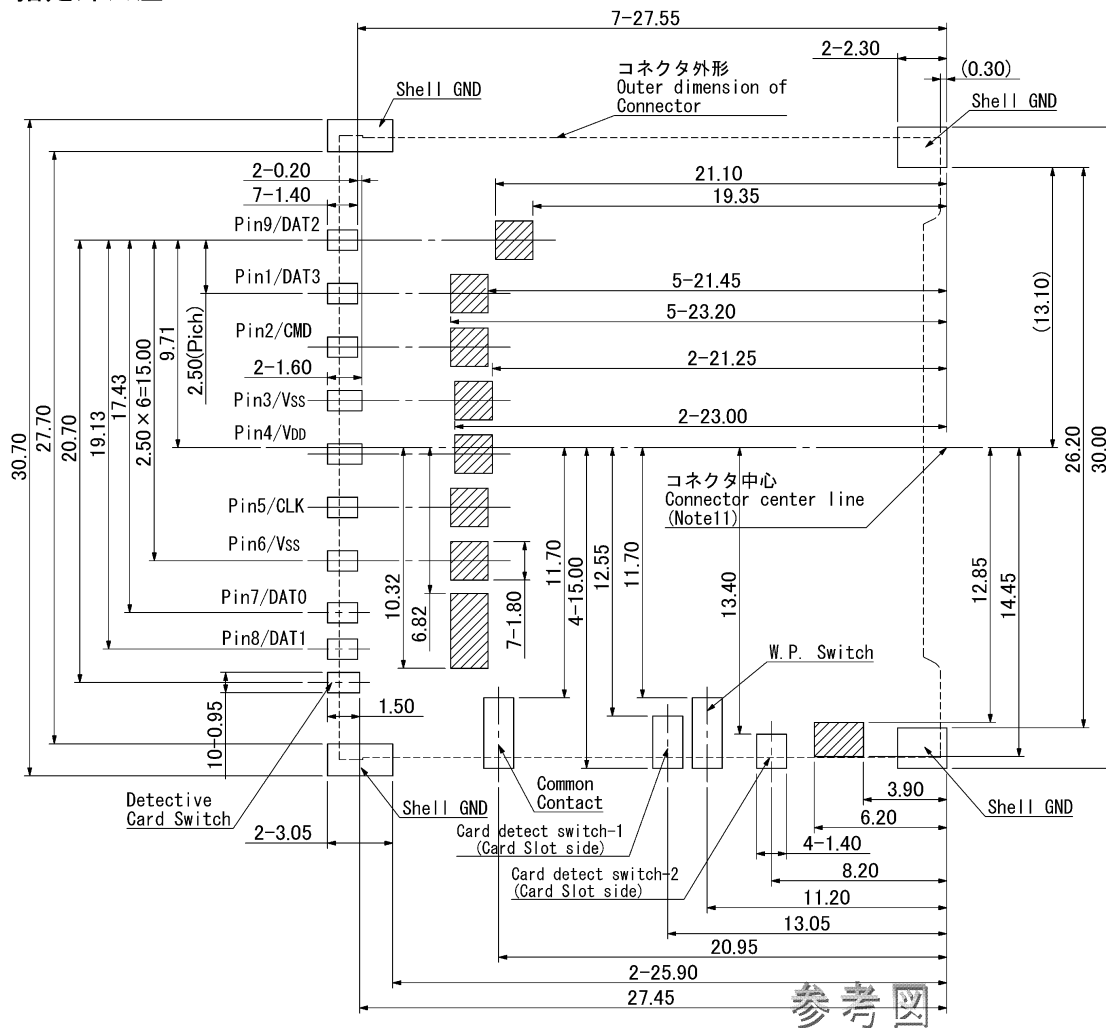 7-27.55
2-2.30
コネクタ外形
Outer dimension of
Connector
(0.30)
Shell GND
Shell GND
2-0.20
7-1.40
21.10
19.35
Pin9/DAT2
Pin1/DAT3
5-21.45
5-23.20
Pin2/CMD
2-21.25
2-1.60
Pin3/Vss
2-23.00
Pin4/VDD
30.70
27.70
20.70
19.13
17.43
2.50×6=15.00
9.71
2.50(Pich)
(13.10)
26.20
30.00
コネクタ中心
Connector center line
(Note11)
Pin5/CLK
Pin6/Vss
Pin7/DAT0
Pin8/DAT1
10.32
6.82
7-1.80
11.70
4-15.00
12.55
11.70
13.40
12.85
14.45
W.P. Switch
10-0.95
1.50
Detective
Card Switch
Shell GND
Common
Contact
Card detect switch-1
(Card Slot side)
Card detect switch-2
(Card Slot side)
Shell GND
2-3.05
3.90
6.20
4-1.40
8.20
11.20
13.05
20.95
2-25.90
27.45
参考図